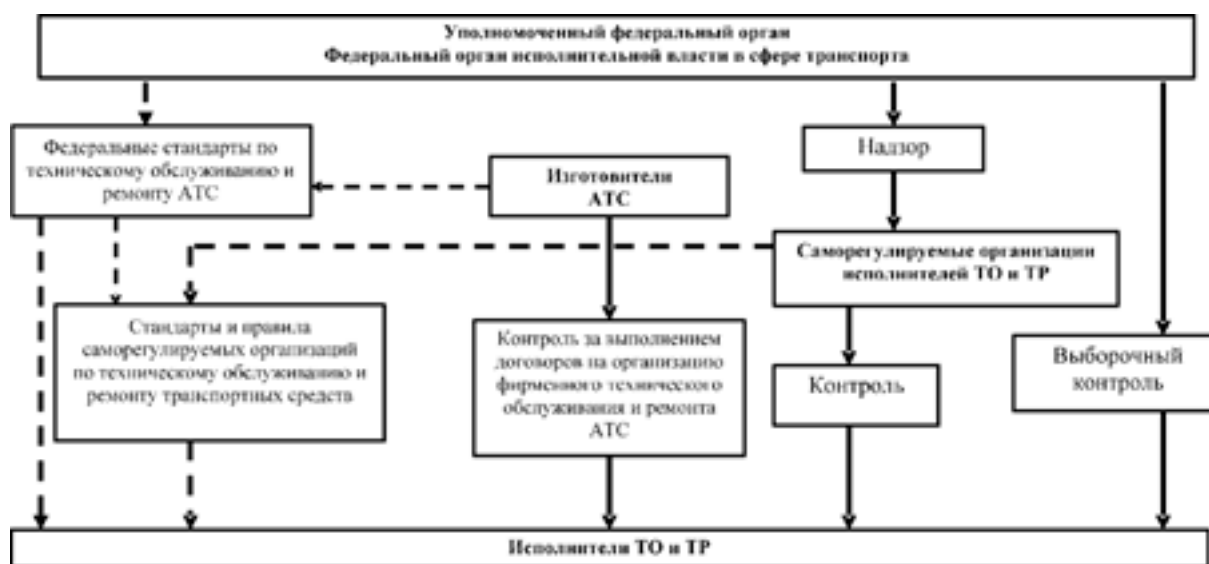 Уполномоченный федеральный орган
Федеральный орган исполнительной власти в сфере транспорта
Федеральные стандарты по
техническому обслуживанию и
ремонту АТС
Изготовители
АТС
Надзор
Саморегулируемые организации
исполнителей ТО и ТР
Стандарты и правила
саморегулируемых организаций
по техническому обслуживанию и
ремонту транспортных средств
Контроль за выполнением
договоров на организацию
фирменного технического
обслуживания и ремонта
АТС
Контроль
Выборочный
контроль
Исполнители ТО и ТР